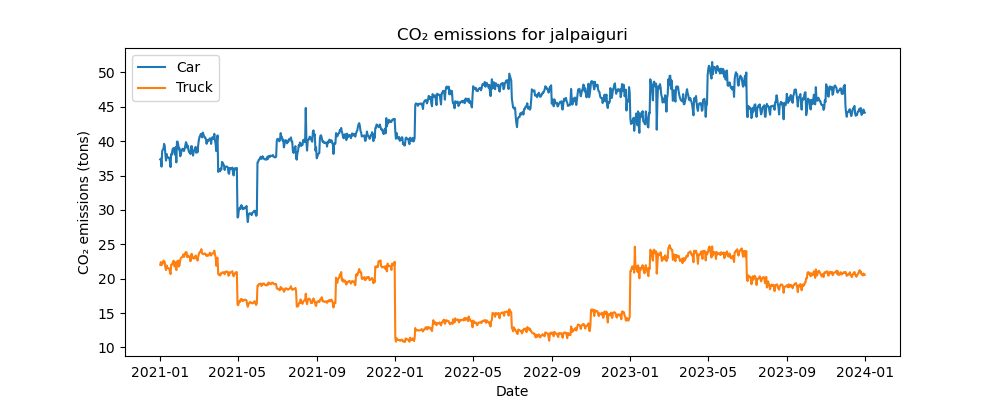 CO₂ emissions for jalpaiguri
Car
Truck
CO₂ emissions (tons)
50
45
40
35
30
25
20
15
10
2021-01 2021-05 2021-09 2022-01 2022-05 2022-09 2023-01 2023-05 2023-09 2024-01
Date